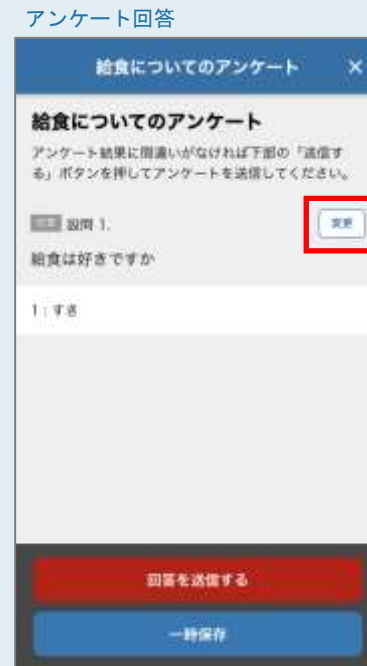 アンケート回答
給食についてのアンケート ×
給食についてのアンケート
アンケート結果に間違いがなければ下部の「送信す
る」ボタンを押してアンケートを送信してください。
設問 1.
変更
給食は好きですか
1：すき
回答を送信する
一時保存